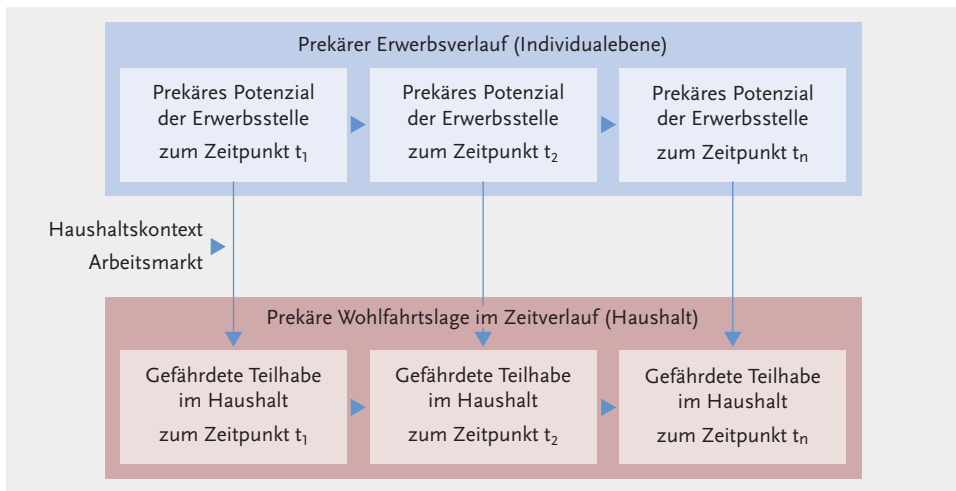 Prekärer Erwerbsverlauf (Individualebene)
Prekäres Potenzial
der Erwerbsstelle
zum Zeitpunkt t₁
Prekäres Potenzial
der Erwerbsstelle
zum Zeitpunkt t₂
Prekäres Potenzial
der Erwerbsstelle
zum Zeitpunkt tₙ
Haushaltskontext
Arbeitsmarkt
Prekäre Wohlfahrtslage im Zeitverlauf (Haushalt)
Gefährdete Teilhabe
im Haushalt
zum Zeitpunkt t₁
Gefährdete Teilhabe
im Haushalt
zum Zeitpunkt t₂
Gefährdete Teilhabe
im Haushalt
zum Zeitpunkt tₙ